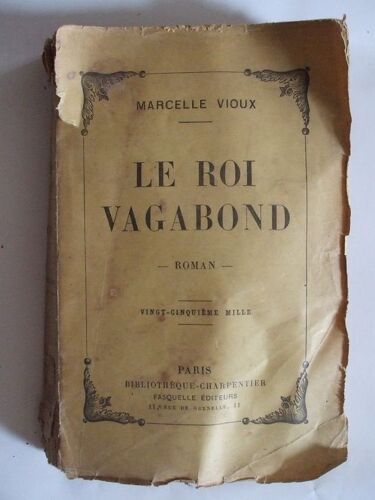 MARCELLE VIOUX
LE ROI
VAGABOND
— ROMAN —
VINGT-CINQUIÈME MILLE
PARIS
BIBLIOTHÈQUE-CHARPENTIER
FASQUELLE ÉDITEURS
11, RUE DE GRENELLE, 11